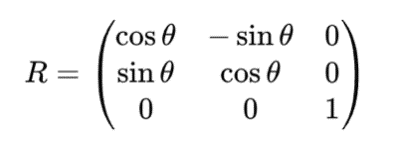 R = ( cos θ − sin θ 0
sin θ cos θ 0
0 0 1 )